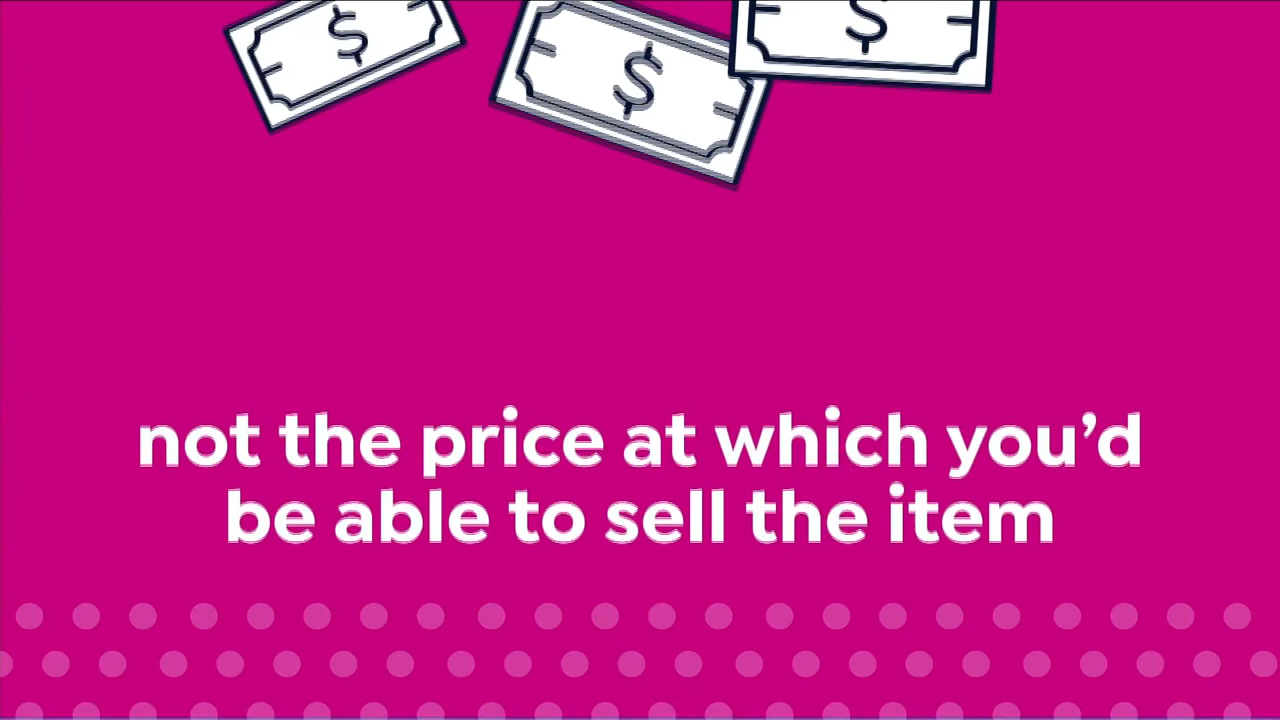 $ $ $
not the price at which you’d
be able to sell the item